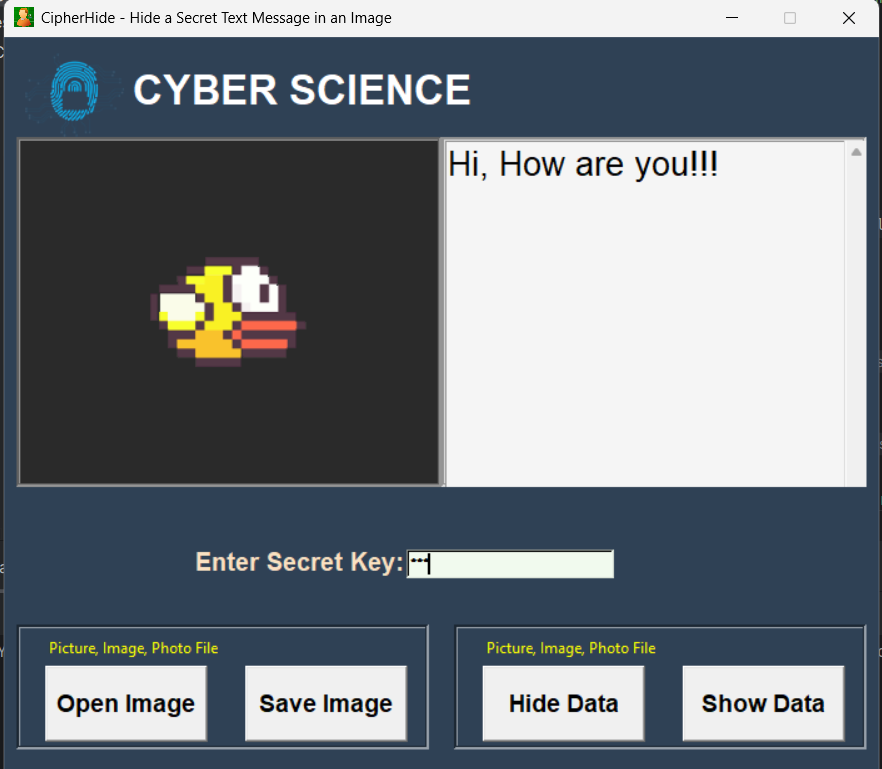 CipherHide - Hide a Secret Text Message in an Image
CYBER SCIENCE
Hi, How are you!!!
Enter Secret Key: ***
Picture, Image, Photo File
Open Image Save Image
Picture, Image, Photo File
Hide Data Show Data